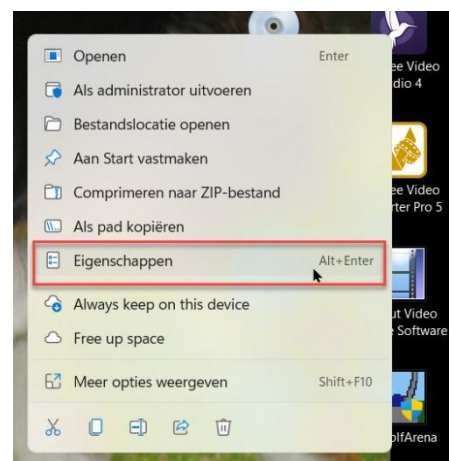 Openen Enter
Als administrator uitvoeren
Bestandslocatie openen
Aan Start vastmaken
Comprimeren naar ZIP-bestand
Als pad kopiëren
Eigenschappen Alt+Enter
Always keep on this device
Free up space
Meer opties weergeven Shift+F10
ee Video
dio 4
ee Video
rter Pro 5
ut Video
Software
olfArena